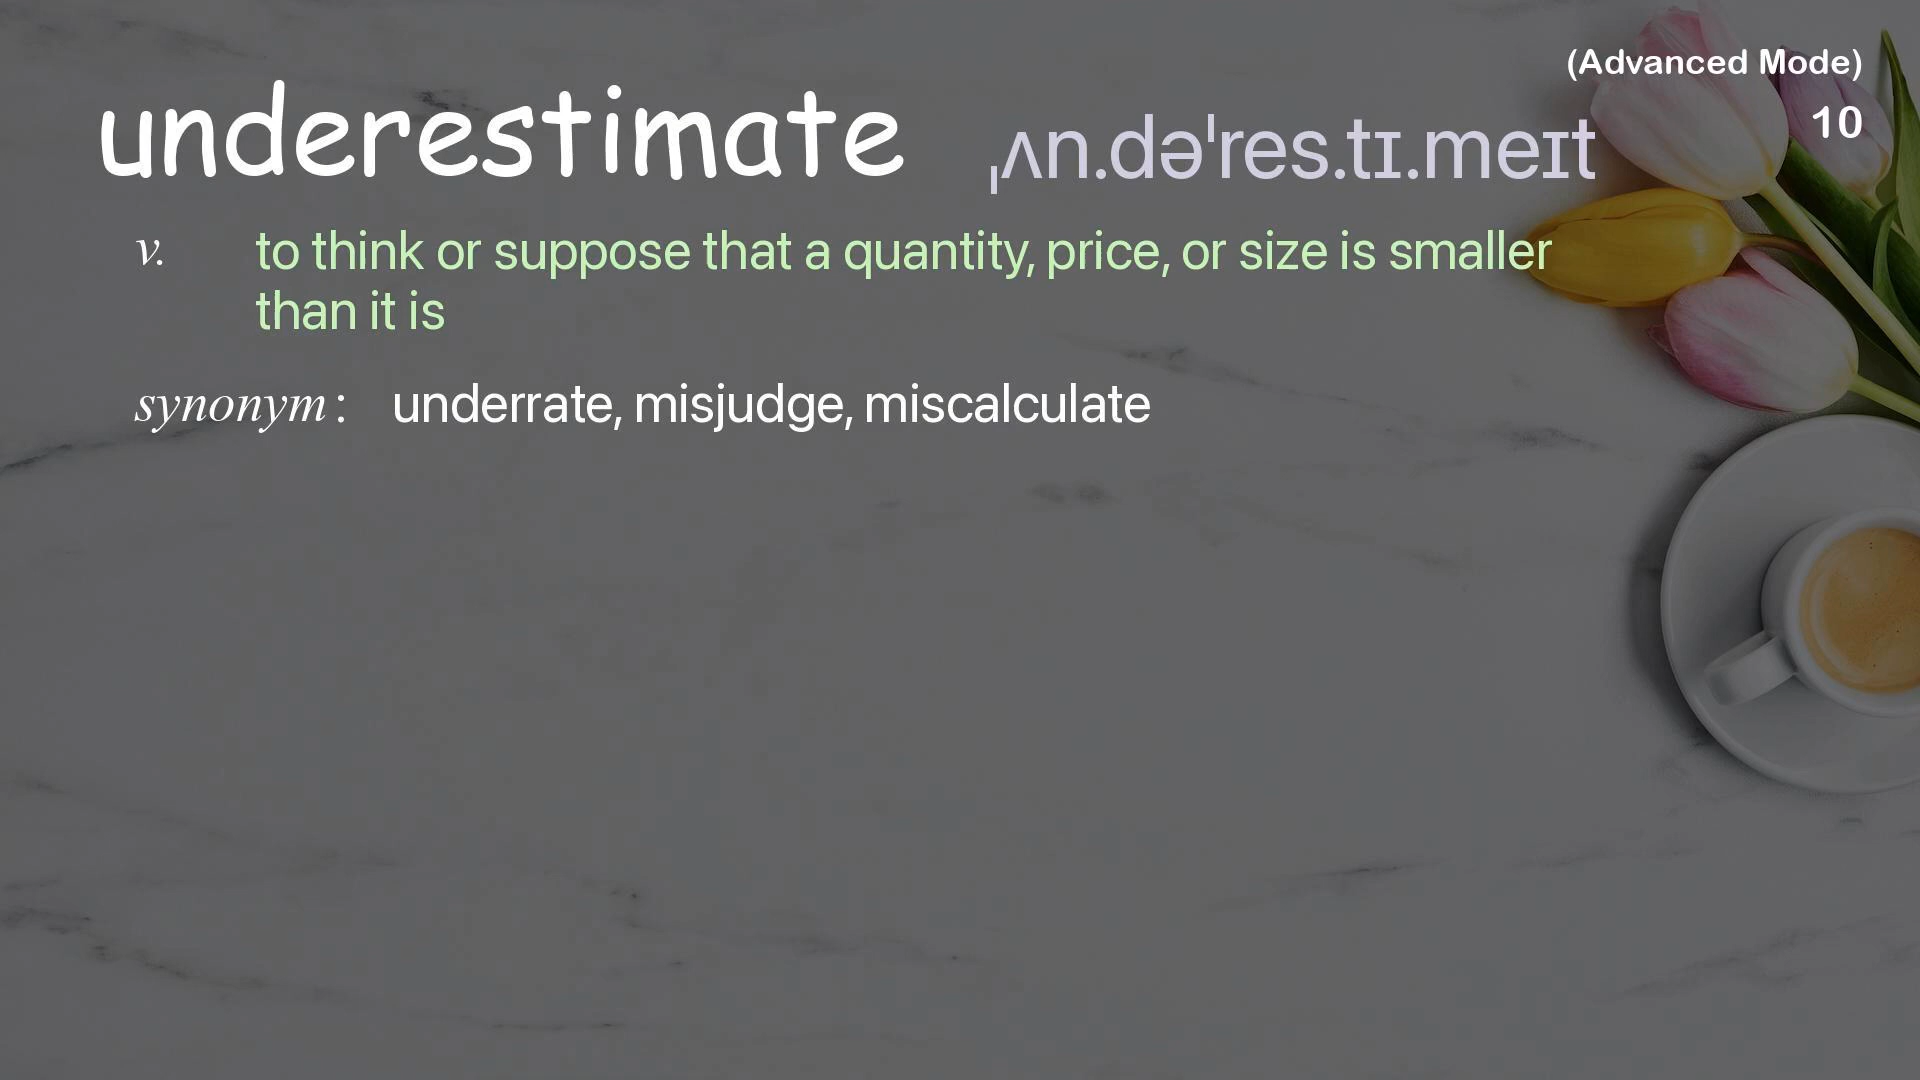 (Advanced Mode)
underestimate ˌʌn.dəˈres.tɪ.meɪt
10
v. to think or suppose that a quantity, price, or size is smaller
than it is
synonym: underrate, misjudge, miscalculate